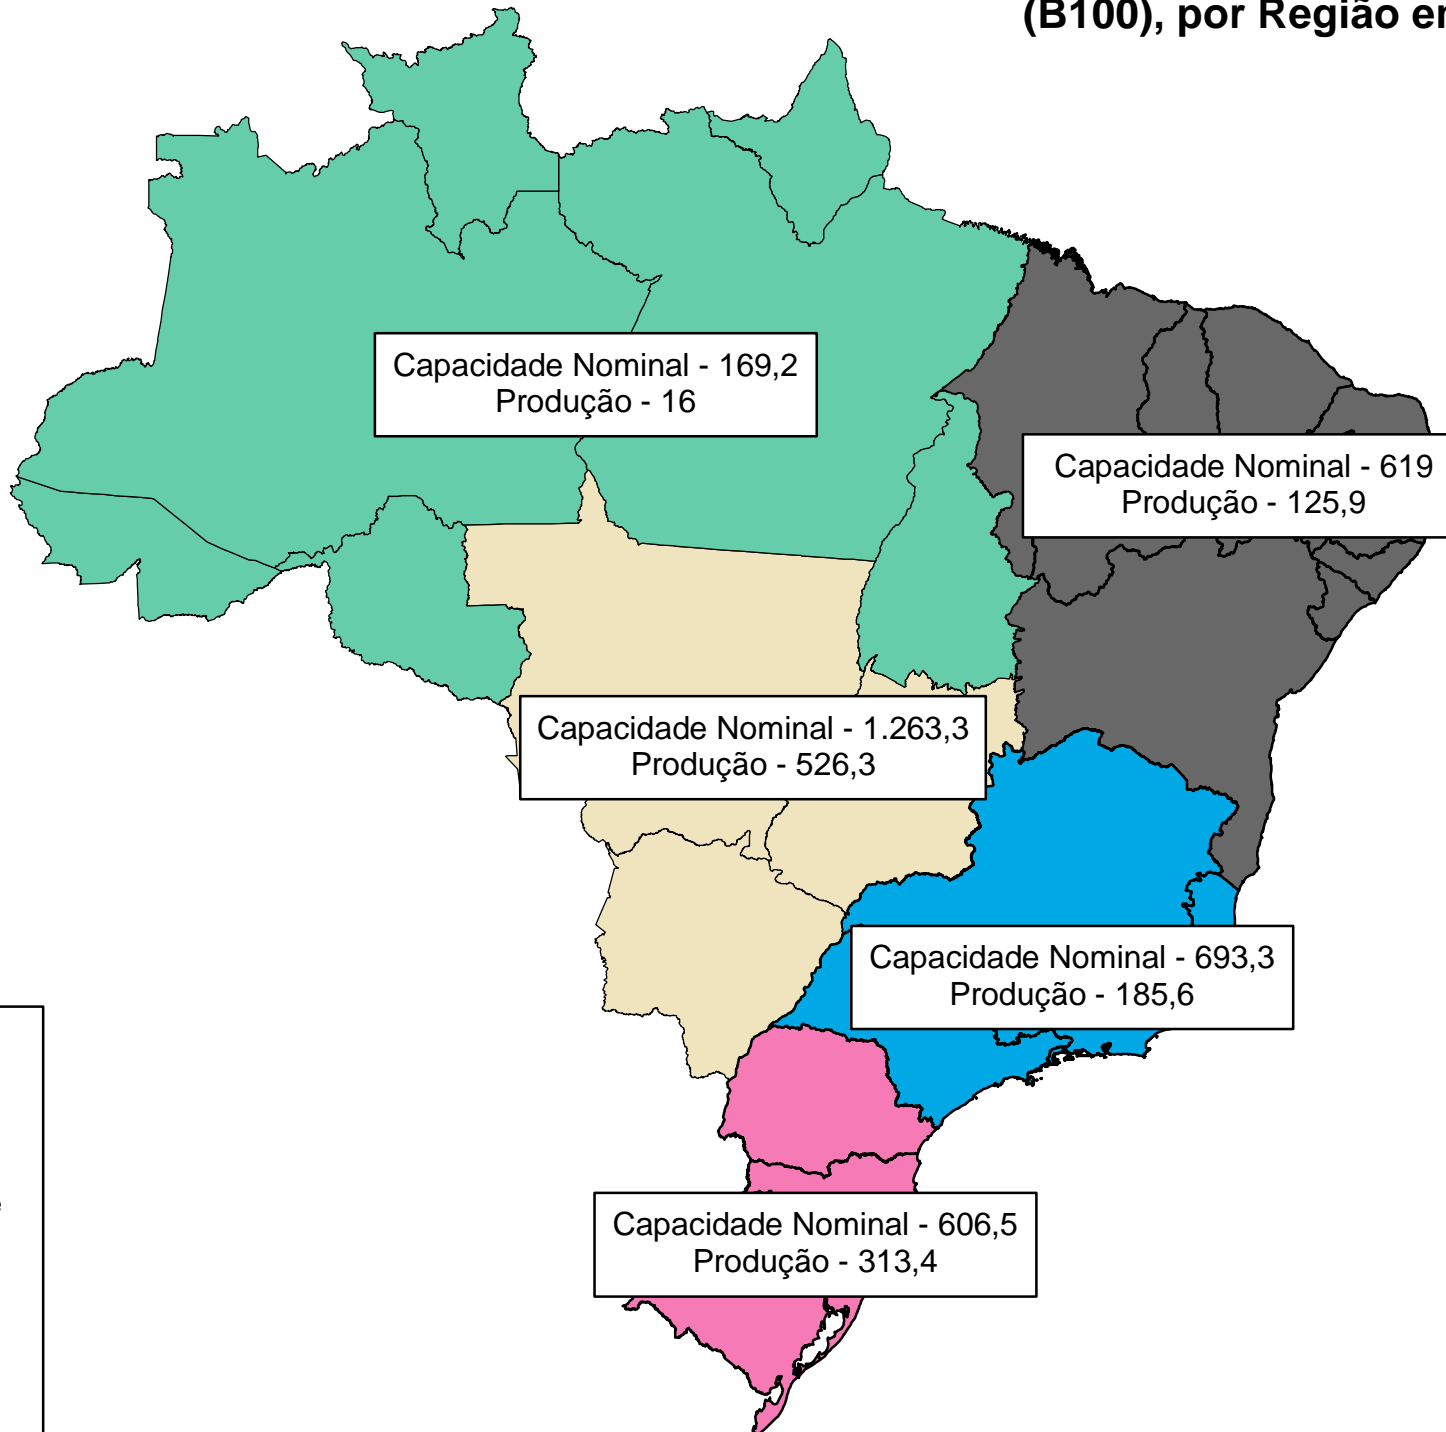 (B100), por Região em
Capacidade Nominal - 169,2
Produção - 16
Capacidade Nominal - 619
Produção - 125,9
Capacidade Nominal - 1.263,3
Produção - 526,3
Capacidade Nominal - 693,3
Produção - 185,6
Capacidade Nominal - 606,5
Produção - 313,4